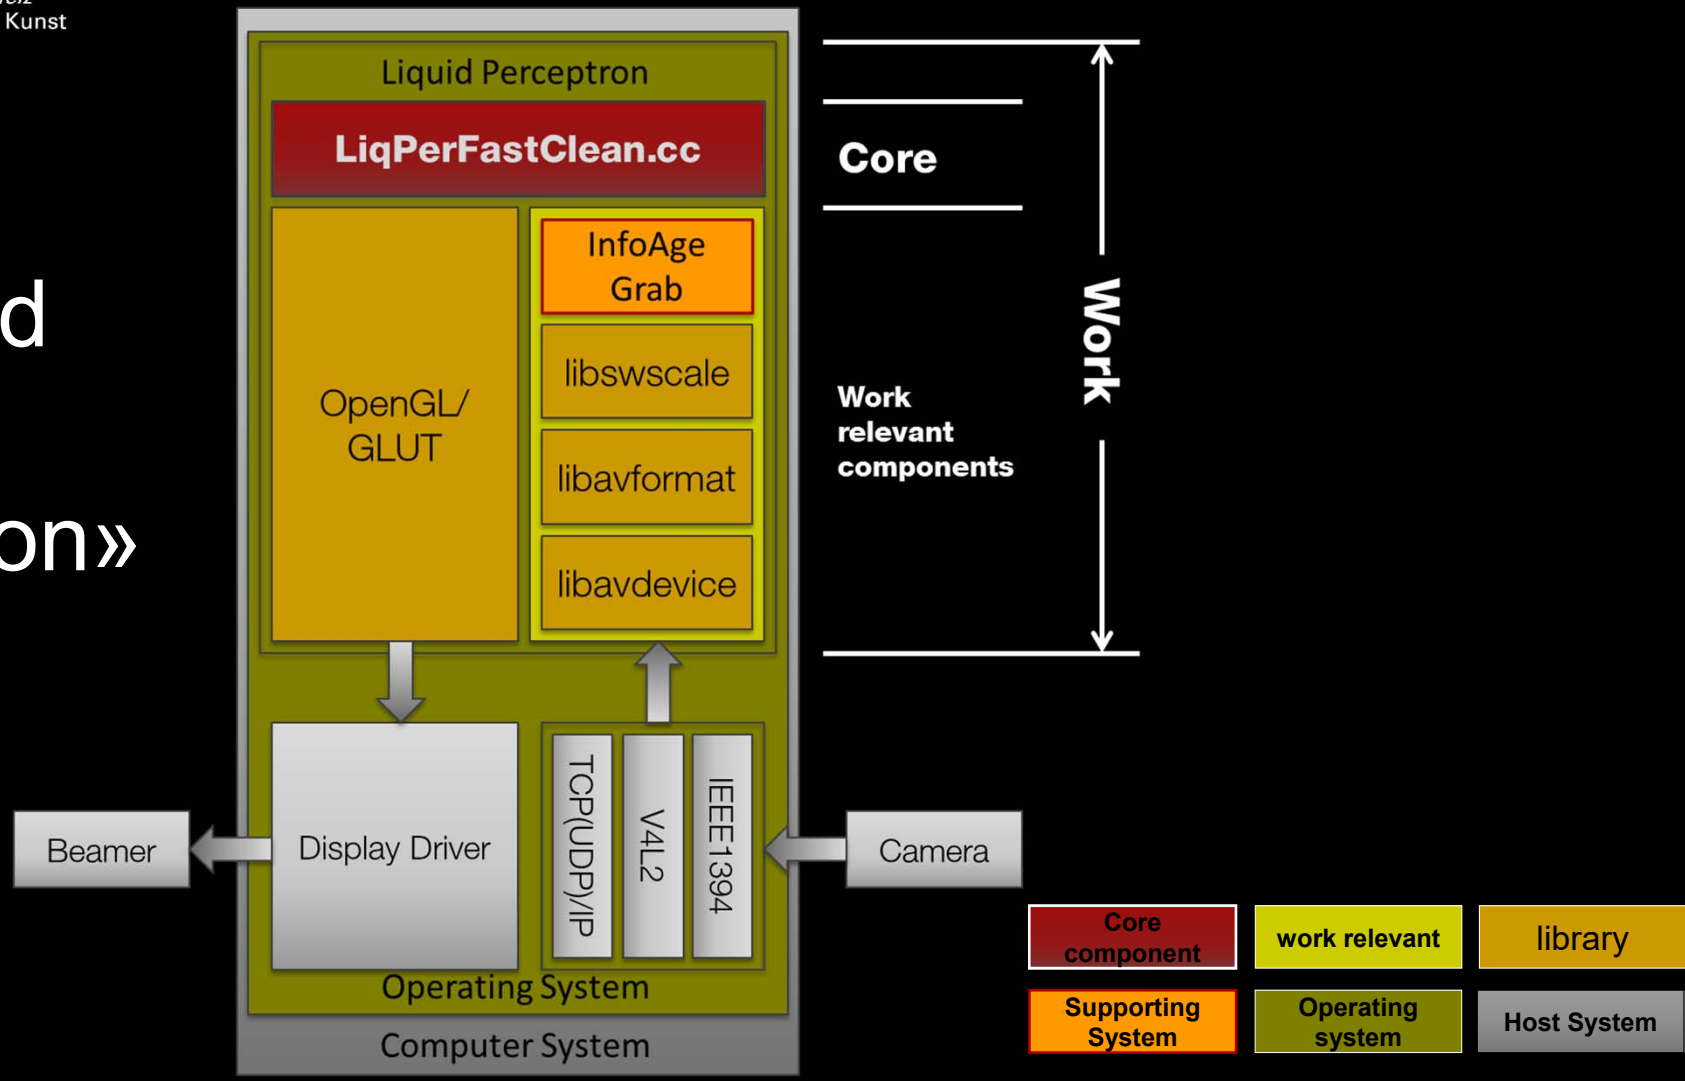 Kunst
d
on»
Liquid Perceptron
LiqPerFastClean.cc
OpenGL/
GLUT
InfoAge
Grab
libswscale
libavformat
libavdevice
Core
Work
relevant
components
Work
Display Driver
TCP(UDP)/IP
V4L2
IEEE1394
Beamer
Camera
Operating System
Computer System
Core
component
work relevant
library
Supporting
System
Operating
system
Host System